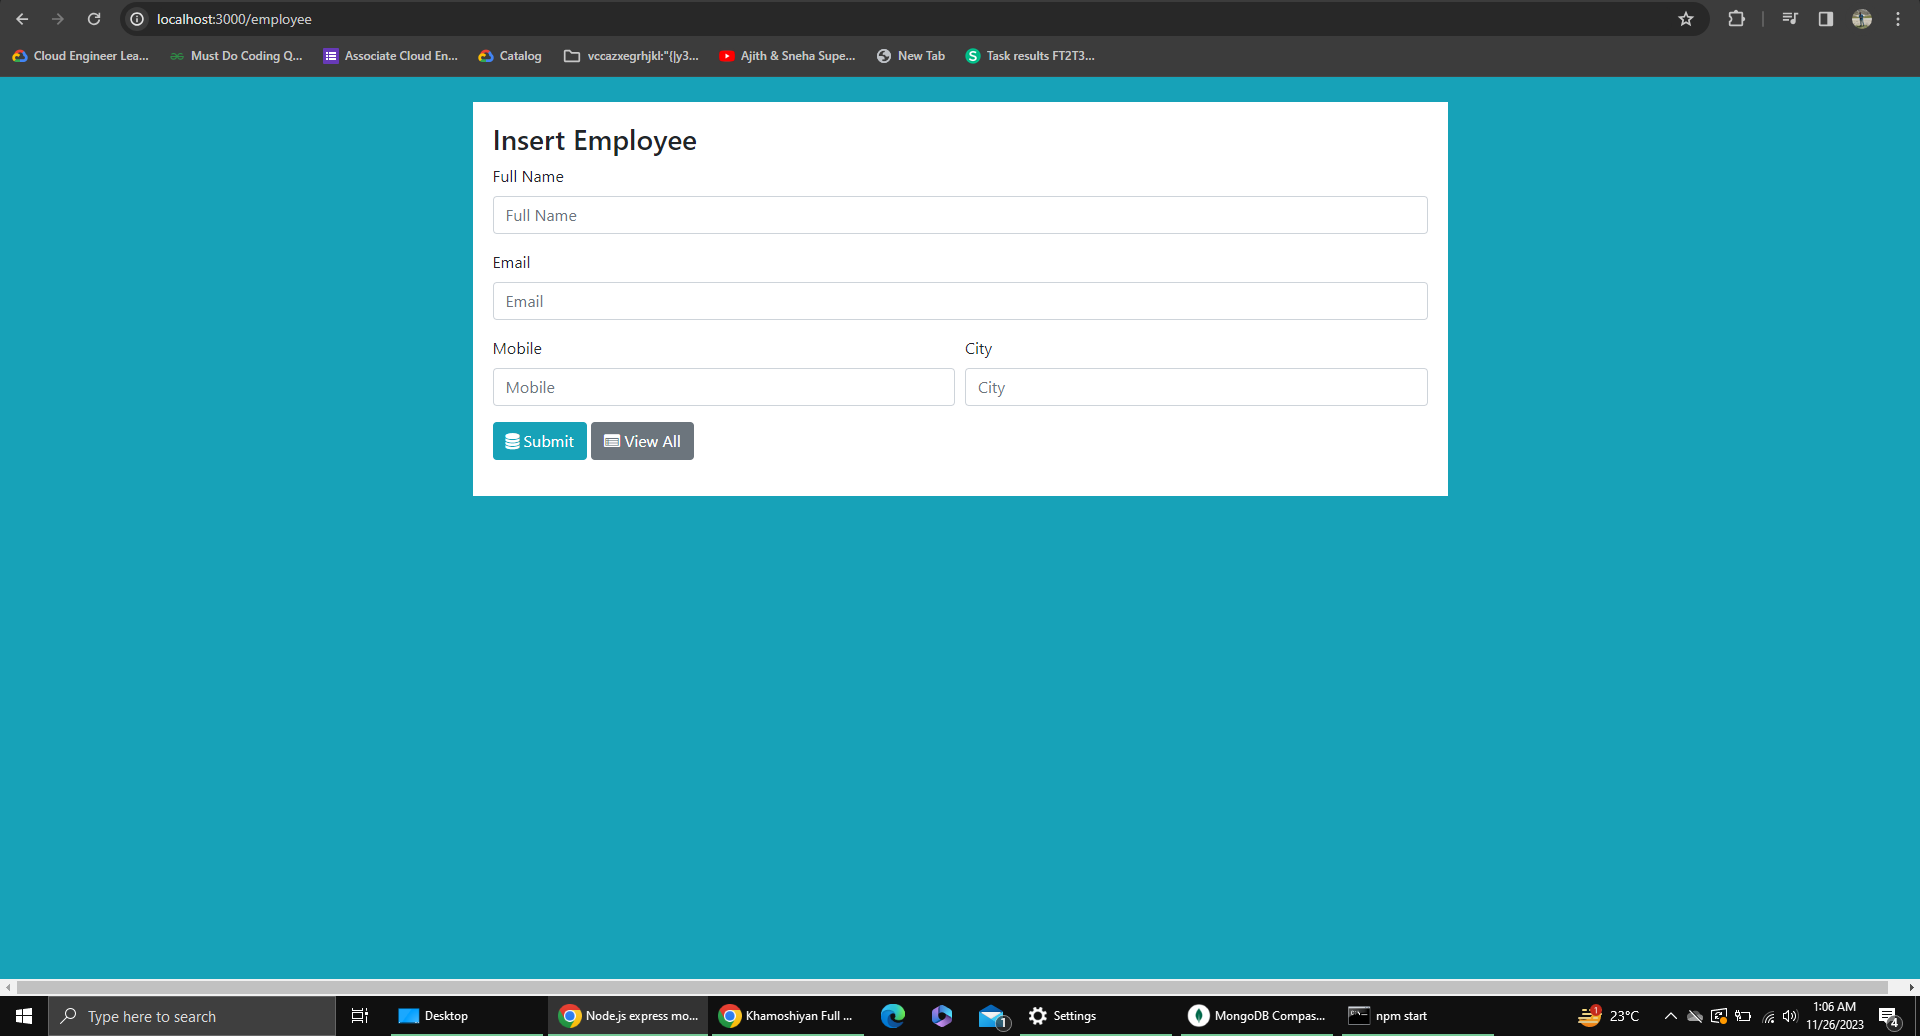 localhost:3000/employee
Cloud Engineer Lea... Must Do Coding Q... Associate Cloud En... Catalog vccazxegrhjkl:"{|y3... Ajith & Sneha Supe... New Tab Task results FT2T3...
Insert Employee
Full Name
Full Name
Email
Email
Mobile City
Mobile City
Submit View All
Type here to search Desktop Node.js express mo... Khamoshiyan Full ... 1 Settings MongoDB Compas... npm start 1 23°C 1:06 AM
11/26/2023 4